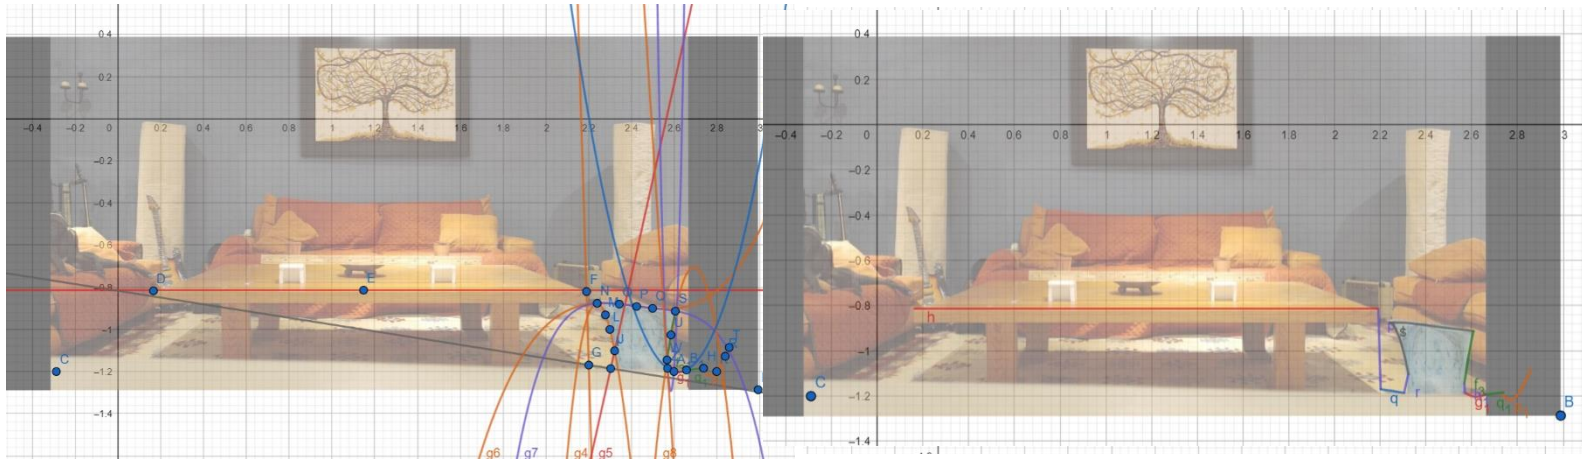 0.4
0.2
−0.4 −0.2 0 0.2 0.4 0.6 0.8 1 1.2 1.4 1.6 2 2.2 2.4 2.6 2.8 3
−0.2
−0.4
−0.6
−0.8
D E F N O P Q S
M
L U
−1 J
G H
C
−1.2
−1.4
g6 g7 g4 g5 g8
0.4
0.2
−0.4 −0.2 0 0.2 0.4 0.6 0.8 1 1.2 1.4 1.6 1.8 2 2.2 2.4 2.6 2.8 3
−0.2
−0.4
−0.6
−0.8
h
p s
−1
C
−1.2
q r
B
−1.4